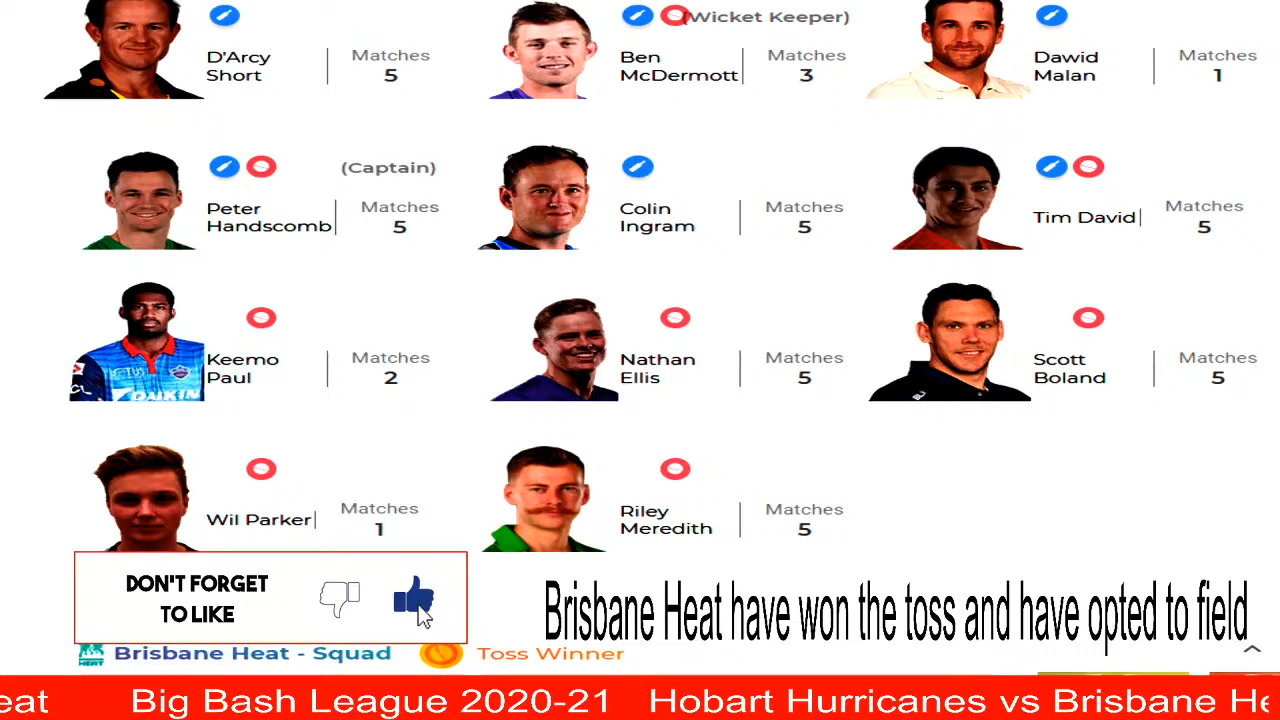 (Wicket Keeper)
D'Arcy
Short
Matches
5
Ben
McDermott
Matches
3
Dawid
Malan
Matches
1
(Captain)
Peter
Handscomb
Matches
5
Colin
Ingram
Matches
5
Tim David
Matches
5
Keemo
Paul
Matches
2
Nathan
Ellis
Matches
5
Scott
Boland
Matches
5
Wil Parker
Matches
1
Riley
Meredith
Matches
5
DON'T FORGET
TO LIKE
Brisbane Heat have won the toss and have opted to field
HEAT
Brisbane Heat - Squad
Toss Winner
eat Big Bash League 2020-21 Hobart Hurricanes vs Brisbane He